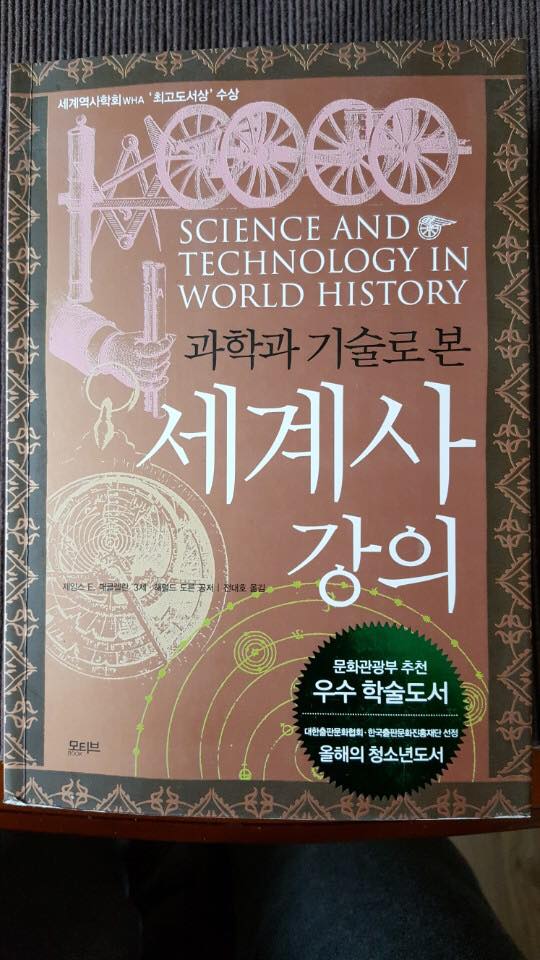 세계역사학회 WHA '최고도서상' 수상
SCIENCE AND
TECHNOLOGY IN
WORLD HISTORY
과학과 기술로 본
세계사
강의
제임스 E. 매클렐란 3세 · 해럴드 도른 공저 | 전대호 옮김
문화관광부 추천
우수 학술도서
대한출판문화협회 · 한국출판문화진흥재단 선정
올해의 청소년도서
모티브
BOOK